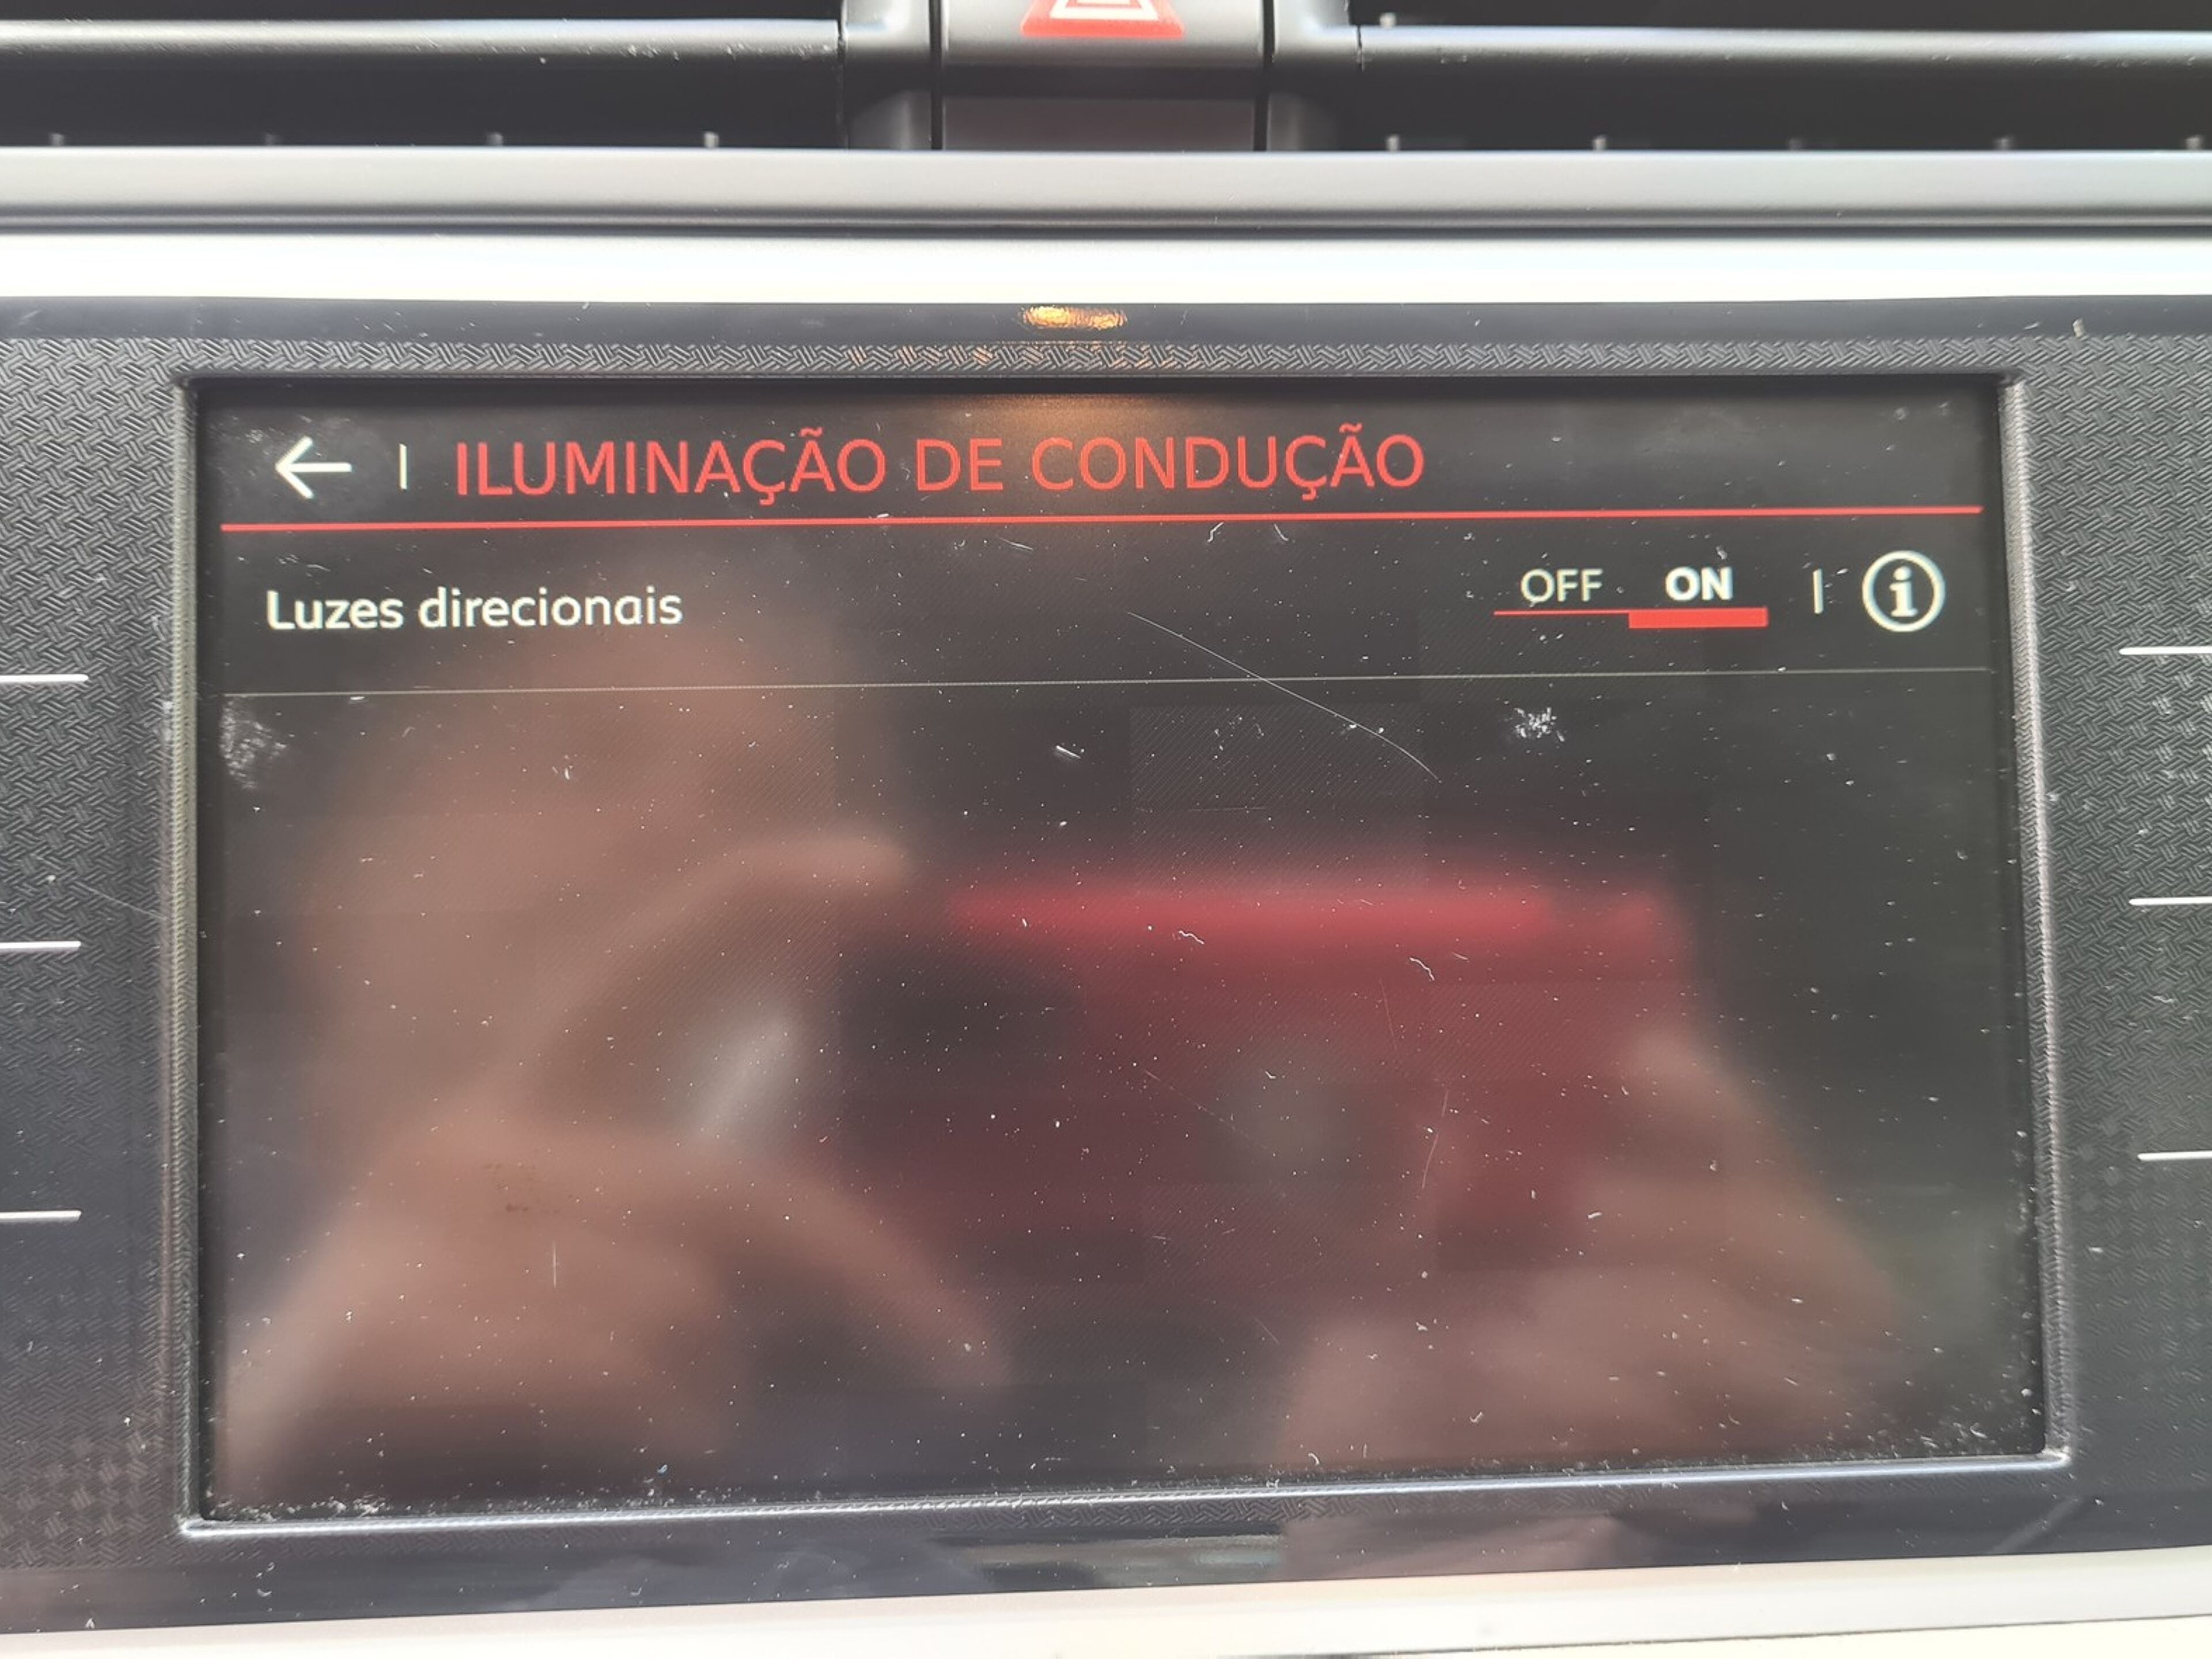 ILUMINAÇÃO DE CONDUÇÃO
Luzes direcionais OFF ON i